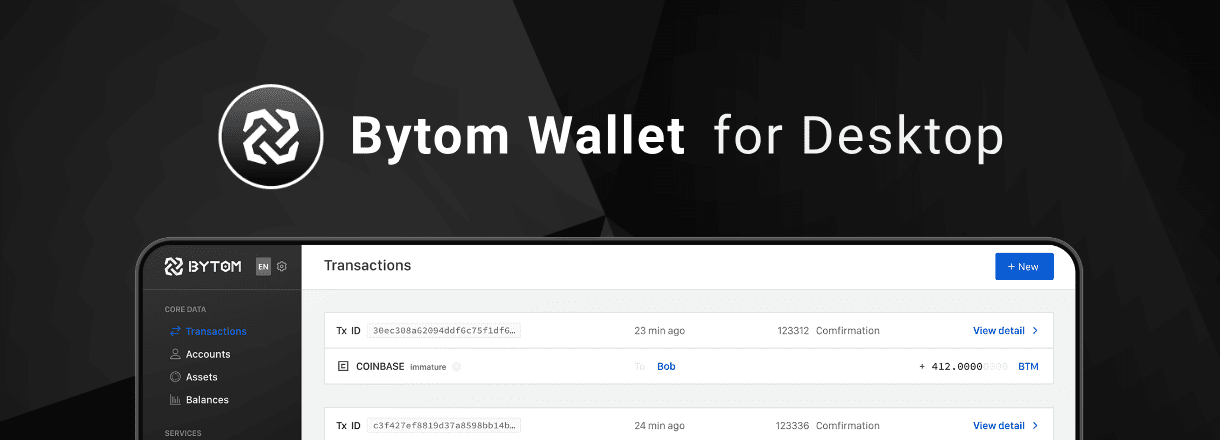 Bytom Wallet for Desktop
BYTOM EN
Transactions
+ New
CORE DATA
Transactions
Accounts
Assets
Balances
SERVICES
Tx ID 30ec308a62094ddf6c75f1df6… 23 min ago 123312 Comfirmation View detail
COINBASE immature To Bob + 412.00000000 BTM
Tx ID c3f427ef8819d37a8598bb14b… 24 min ago 123336 Comfirmation View detail